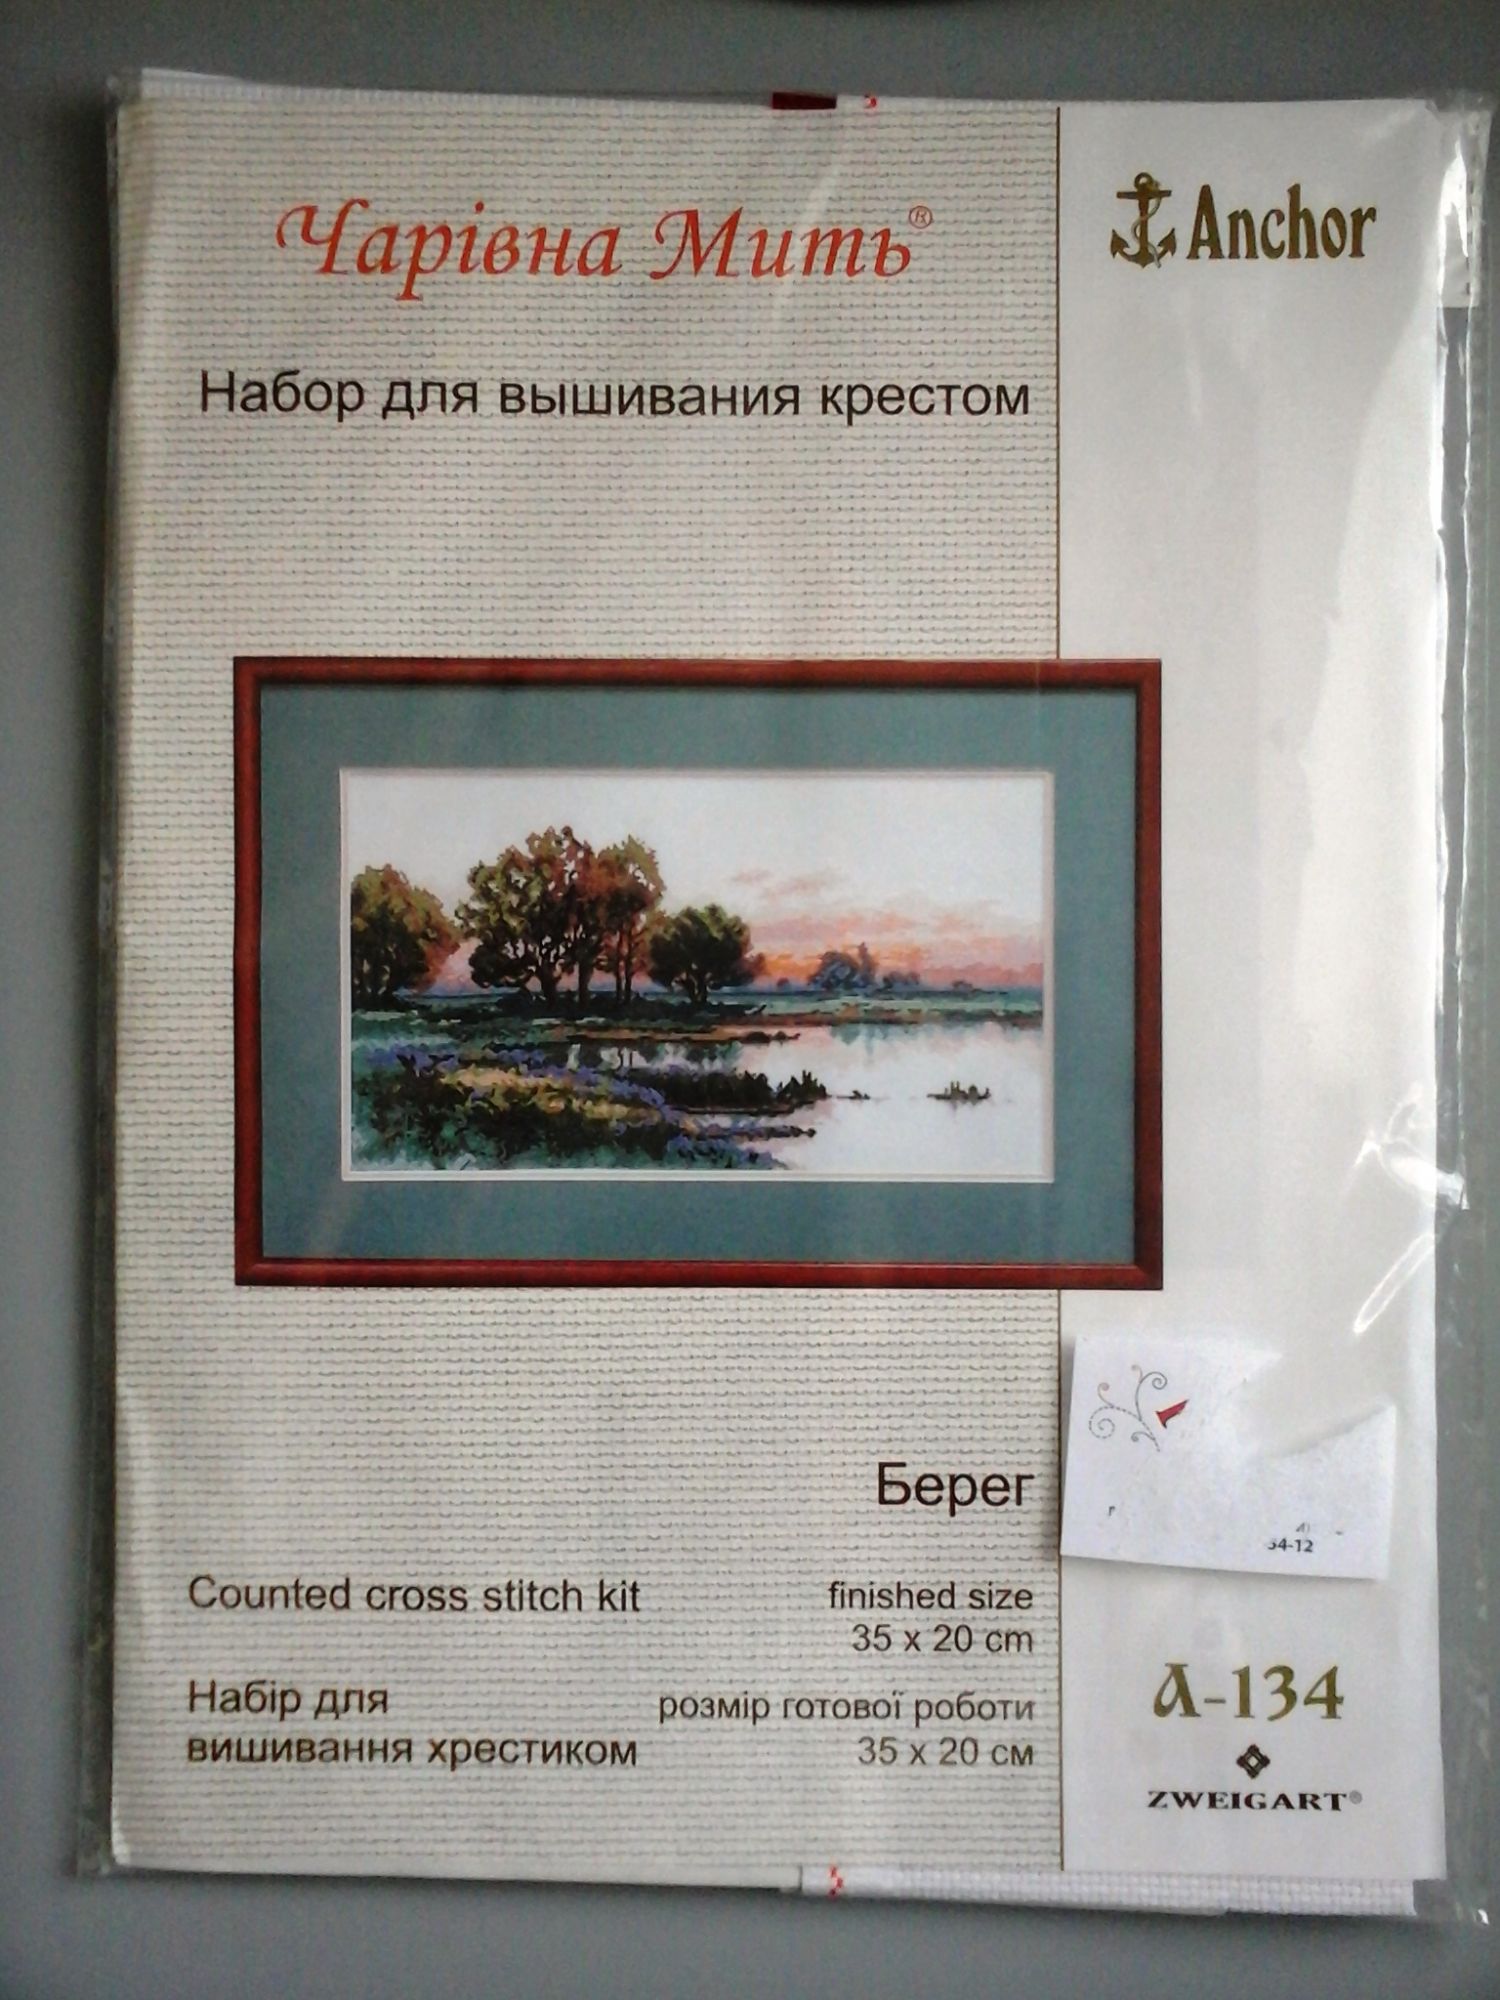 Чарівна Мить®
Anchor
Набор для вышивания крестом
Берег
Counted cross stitch kit
finished size
35 x 20 cm
Набір для
вишивання хрестиком
розмір готової роботи
35 x 20 см
A-134
ZWEIGART®